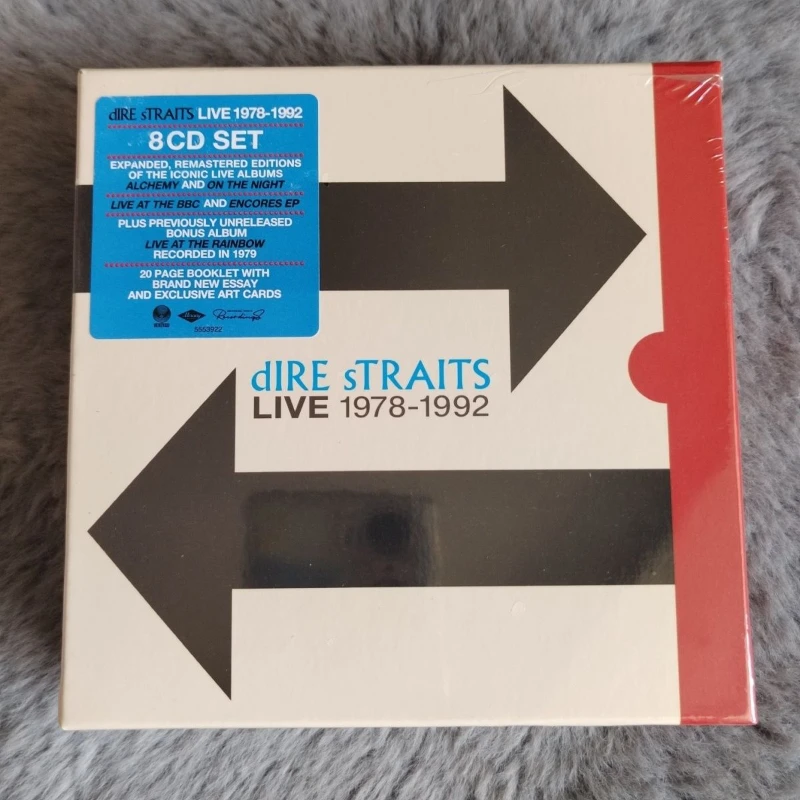 dIRE sTRAITS LIVE 1978-1992
8CD SET
EXPANDED, REMASTERED EDITIONS
OF THE ICONIC LIVE ALBUMS
ALCHEMY AND ON THE NIGHT
LIVE AT THE BBC AND ENCORES EP
PLUS PREVIOUSLY UNRELEASED
BONUS ALBUM
LIVE AT THE RAINBOW
RECORDED IN 1979
20 PAGE BOOKLET WITH
BRAND NEW ESSAY
AND EXCLUSIVE ART CARDS
5553922
dIRE sTRAITS
LIVE 1978-1992